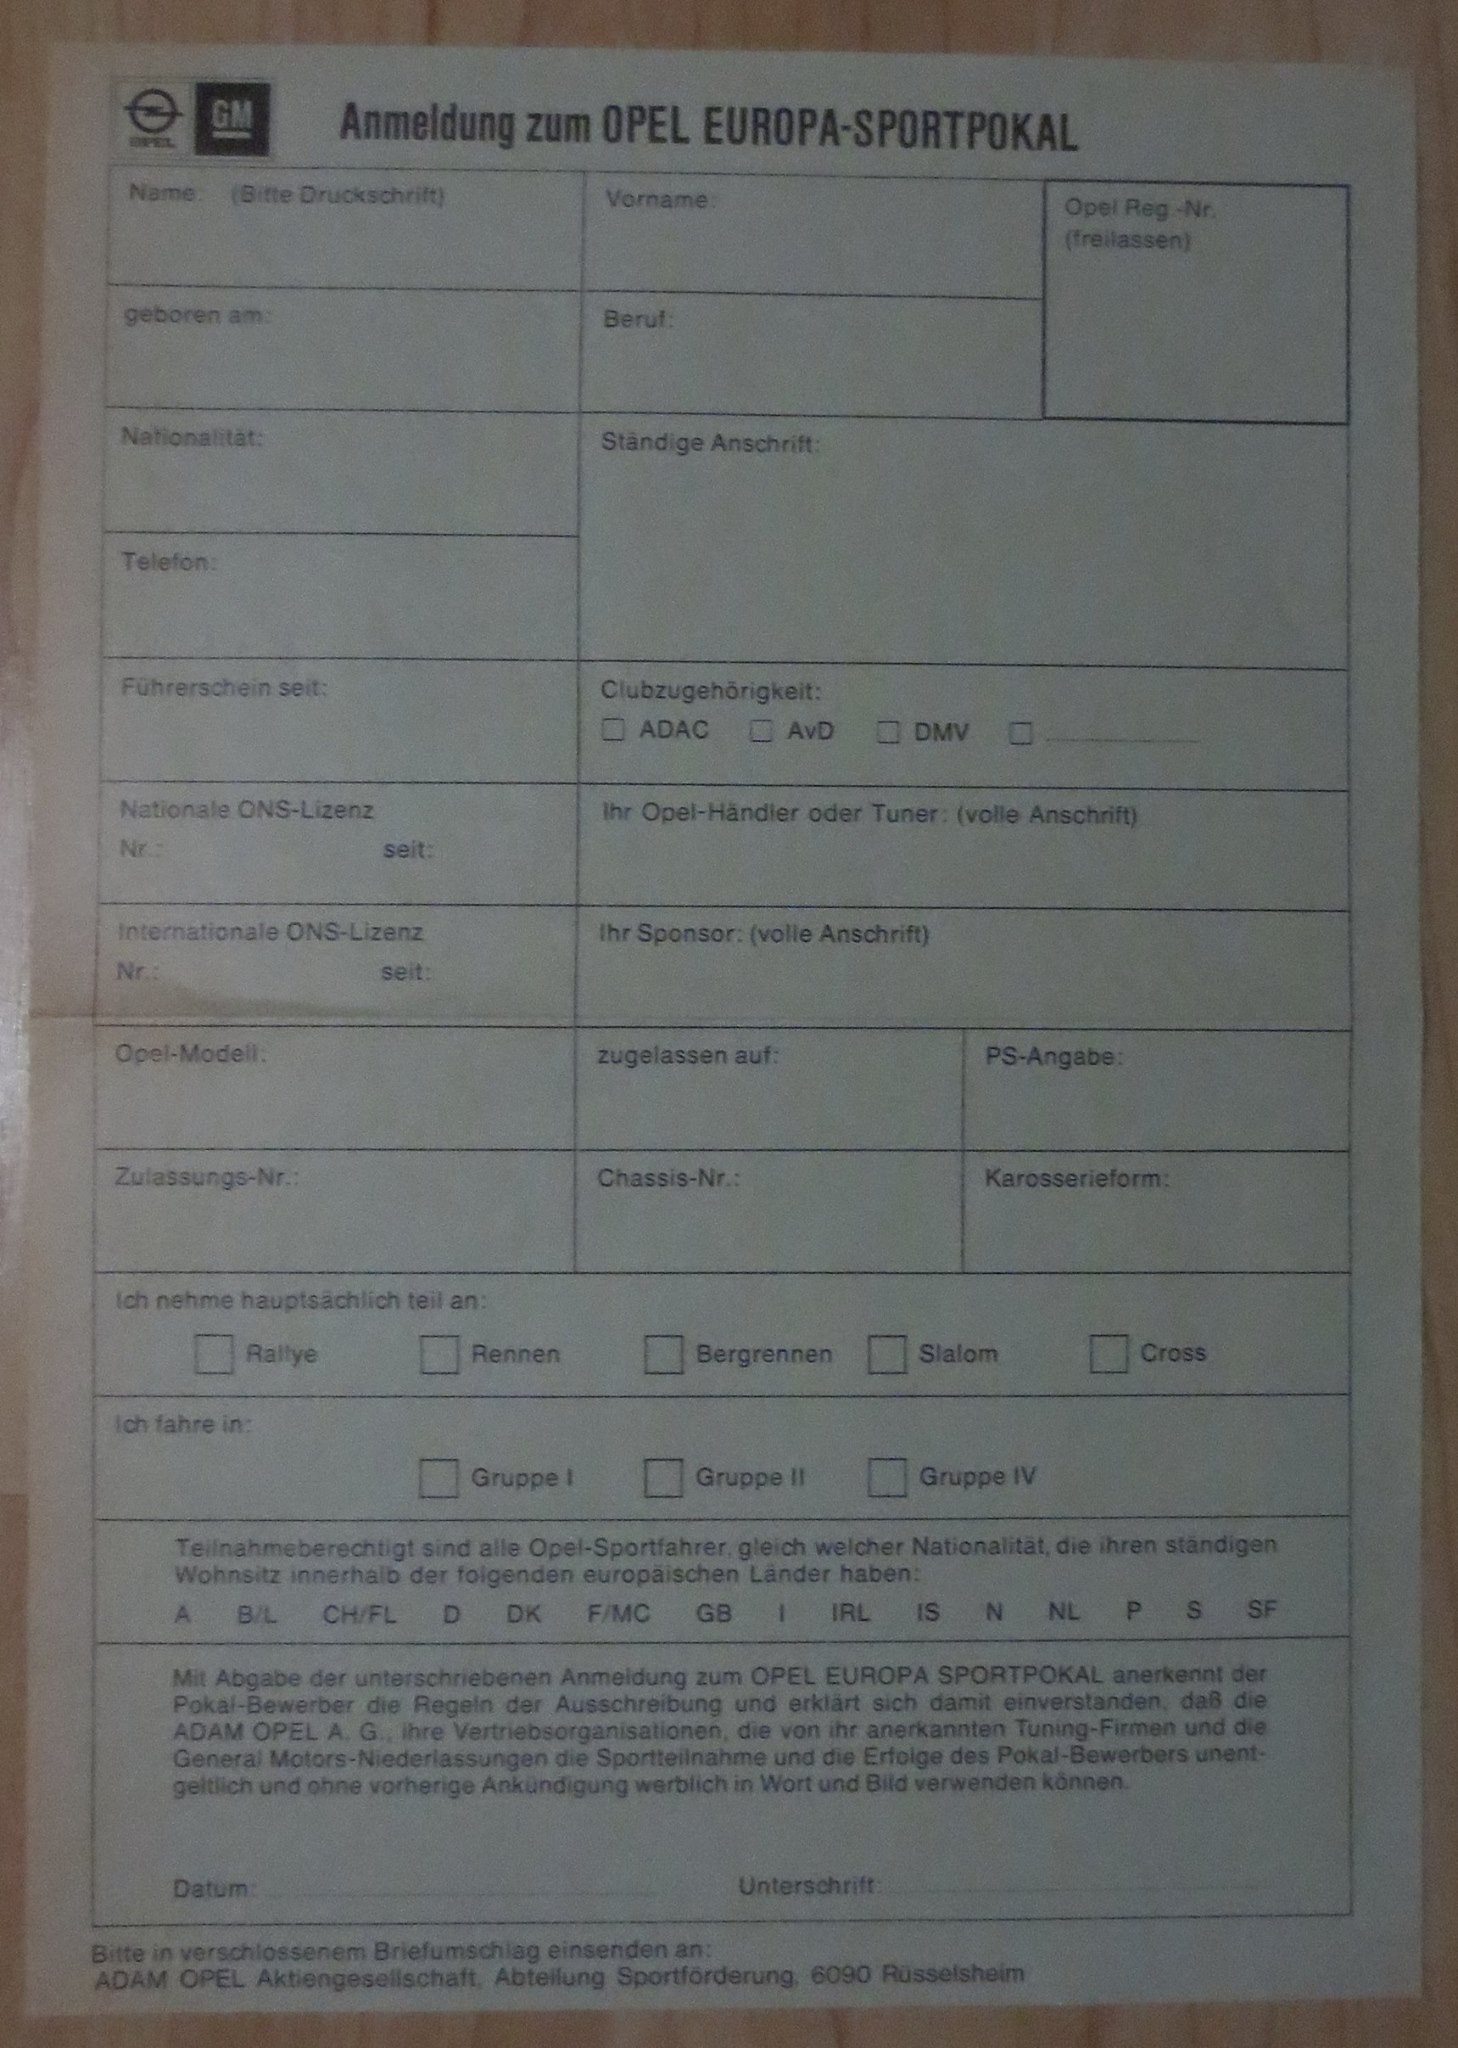 OPEL
GM
Anmeldung zum OPEL EUROPA-SPORTPOKAL
Name: (Bitte Druckschrift)
Vorname:
Opel Reg.-Nr.
(freilassen)
geboren am:
Beruf:
Nationalität:
Ständige Anschrift:
Telefon:
Führerschein seit:
Clubzugehörigkeit:
ADAC AvD DMV
Nationale ONS-Lizenz
Nr.: seit:
Ihr Opel-Händler oder Tuner: (volle Anschrift)
Internationale ONS-Lizenz
Nr.: seit:
Ihr Sponsor: (volle Anschrift)
Opel-Modell:
zugelassen auf:
PS-Angabe:
Zulassungs-Nr.:
Chassis-Nr.:
Karosserieform:
Ich nehme hauptsächlich teil an:
Rallye Rennen Bergrennen Slalom Cross
Ich fahre in:
Gruppe I Gruppe II Gruppe IV
Teilnahmeberechtigt sind alle Opel-Sportfahrer, gleich welcher Nationalität, die ihren ständigen
Wohnsitz innerhalb der folgenden europäischen Länder haben:
A B/L CH/FL D DK F/MC GB I IRL IS N NL P S SF
Mit Abgabe der unterschriebenen Anmeldung zum OPEL EUROPA SPORTPOKAL anerkennt der
Pokal-Bewerber die Regeln der Ausschreibung und erklärt sich damit einverstanden, daß die
ADAM OPEL A. G., ihre Vertriebsorganisationen, die von ihr anerkannten Tuning-Firmen und die
General Motors-Niederlassungen die Sportteilnahme und die Erfolge des Pokal-Bewerbers unent-
geltlich und ohne vorherige Ankündigung werblich in Wort und Bild verwenden können.
Datum: Unterschrift:
Bitte in verschlossenem Briefumschlag einsenden an:
ADAM OPEL Aktiengesellschaft, Abteilung Sportförderung, 6090 Rüsselsheim